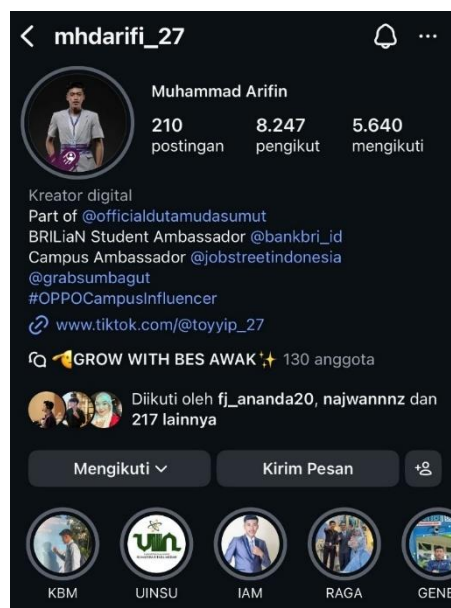 mhdarifi_27
Muhammad Arifin
210 8.247 5.640
postingan pengikut mengikuti
Kreator digital
Part of @officialdutamudasumut
BRILiaN Student Ambassador @bankbri_id
Campus Ambassador @jobstreetindonesia
@grabsumbagut
#OPPOCampusInfluencer
www.tiktok.com/@toyyip_27
GROW WITH BES AWAK✨ 130 anggota
Diikuti oleh fj_ananda20, najwannnz dan
217 lainnya
Mengikuti Kirim Pesan
UIN
KBM UINSU IAM RAGA GENE